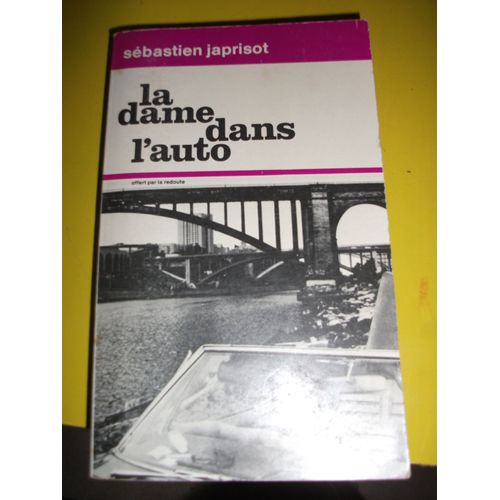 sébastien japrisot
la
dame
dans
l'auto
offert par la redoute